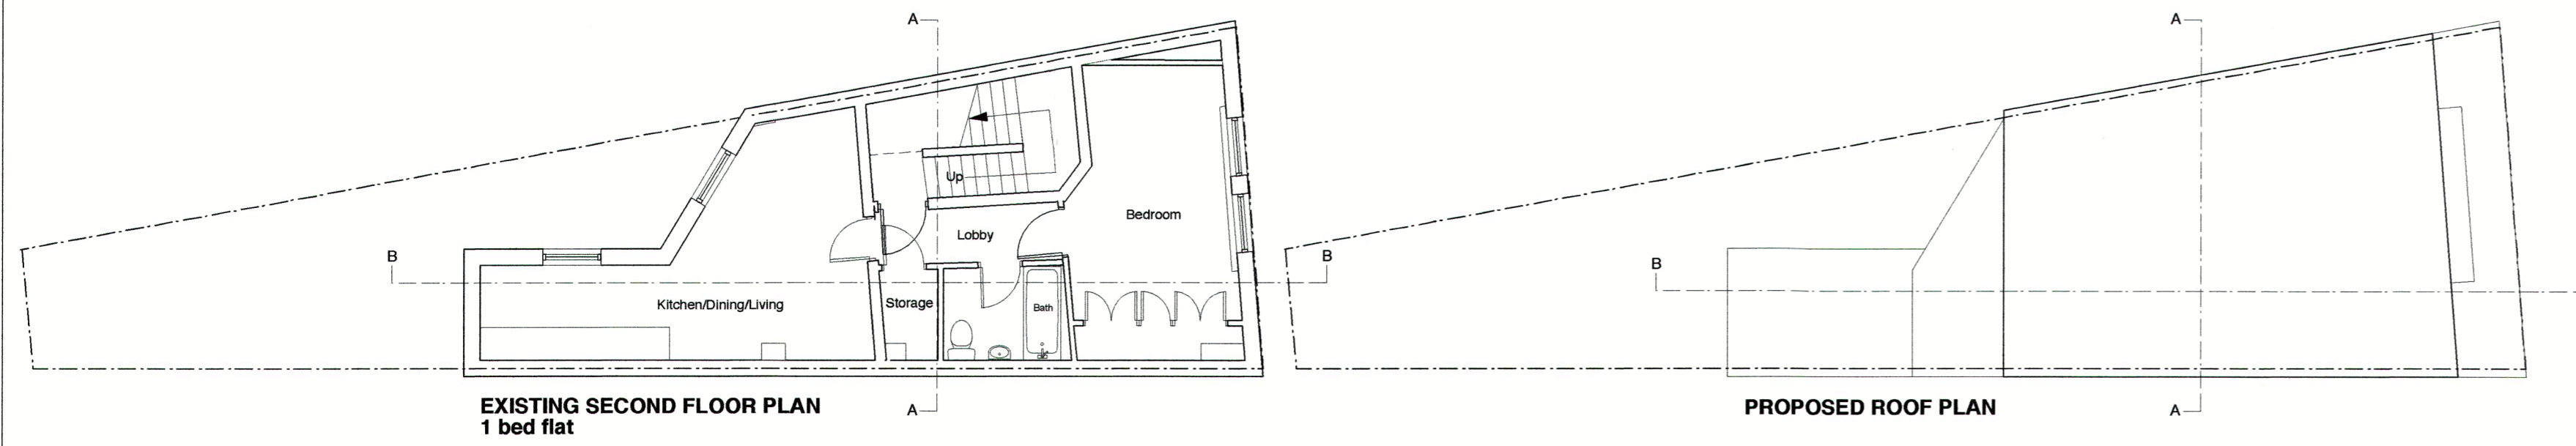 A
Up
Bedroom
Lobby
B
B
Kitchen/Dining/Living
Storage
Bath
A
EXISTING SECOND FLOOR PLAN
1 bed flat
A
B
A
PROPOSED ROOF PLAN